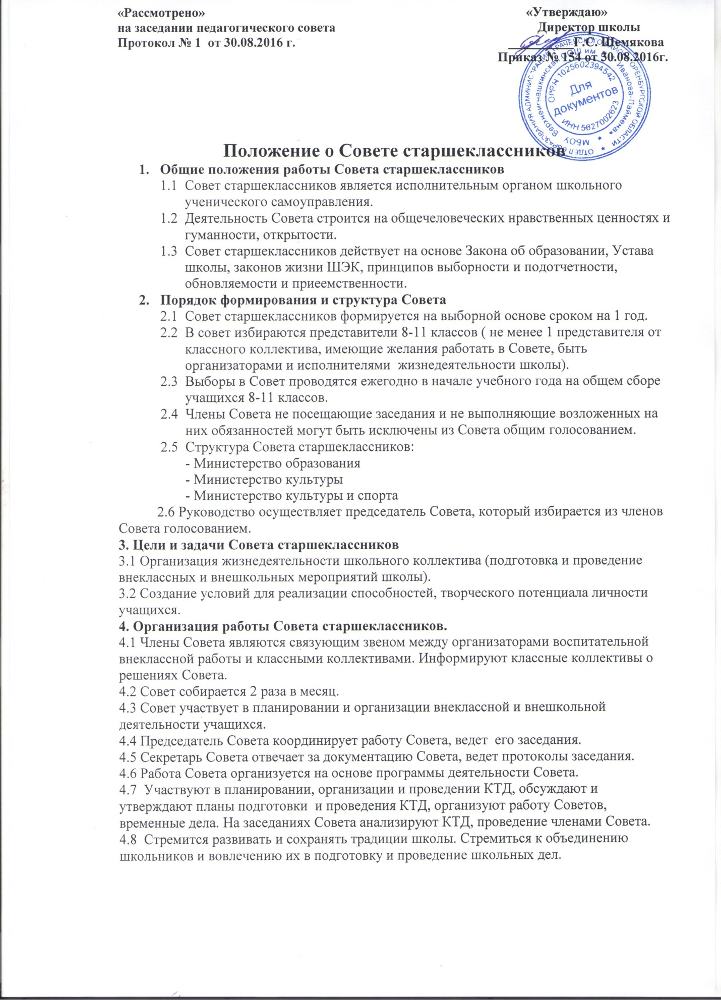 «Рассмотрено»
на заседании педагогического совета
Протокол № 1  от 30.08.2016 г.
«Утверждаю»
Директор школы
Г.С. Шемякова
Приказ № 154 от 30.08.2016г.
ОТДЕЛ ОБРАЗОВАНИЯ АДМИНИСТРАЦИИ ГРАЧЕВСКОГО РАЙОНА ОРЕНБУРГСКОЙ ОБЛАСТИ
МБОУ Верхнеигнашкинская СОШ им Иванова-Паймена»
ОГРН 1025602394542
ИНН 5627002623
Для
документов
Положение о Совете старшеклассников
1. Общие положения работы Совета старшеклассников
1.1 Совет старшеклассников является исполнительным органом школьного
ученического самоуправления.
1.2 Деятельность Совета строится на общечеловеческих нравственных ценностях и
гуманности, открытости.
1.3 Совет старшеклассников действует на основе Закона об образовании, Устава
школы, законов жизни ШЭК, принципов выборности и подотчетности,
обновляемости и приеемственности.
2. Порядок формирования и структура Совета
2.1 Совет старшеклассников формируется на выборной основе сроком на 1 год.
2.2 В совет избираются представители 8-11 классов ( не менее 1 представителя от
классного коллектива, имеющие желания работать в Совете, быть
организаторами и исполнителями  жизнедеятельности школы).
2.3 Выборы в Совет проводятся ежегодно в начале учебного года на общем сборе
учащихся 8-11 классов.
2.4 Члены Совета не посещающие заседания и не выполняющие возложенных на
них обязанностей могут быть исключены из Совета общим голосованием.
2.5 Структура Совета старшеклассников:
- Министерство образования
- Министерство культуры
- Министерство культуры и спорта
2.6 Руководство осуществляет председатель Совета, который избирается из членов
Совета голосованием.
3. Цели и задачи Совета старшеклассников
3.1 Организация жизнедеятельности школьного коллектива (подготовка и проведение
внеклассных и внешкольных мероприятий школы).
3.2 Создание условий для реализации способностей, творческого потенциала личности
учащихся.
4. Организация работы Совета старшеклассников.
4.1 Члены Совета являются связующим звеном между организаторами воспитательной
внеклассной работы и классными коллективами. Информируют классные коллективы о
решениях Совета.
4.2 Совет собирается 2 раза в месяц.
4.3 Совет участвует в планировании и организации внеклассной и внешкольной
деятельности учащихся.
4.4 Председатель Совета координирует работу Совета, ведет  его заседания.
4.5 Секретарь Совета отвечает за документацию Совета, ведет протоколы заседания.
4.6 Работа Совета организуется на основе программы деятельности Совета.
4.7  Участвуют в планировании, организации и проведении КТД, обсуждают и
утверждают планы подготовки  и проведения КТД, организуют работу Советов,
временные дела. На заседаниях Совета анализируют КТД, проведение членами Совета.
4.8  Стремится развивать и сохранять традиции школы. Стремиться к объединению
школьников и вовлечению их в подготовку и проведение школьных дел.